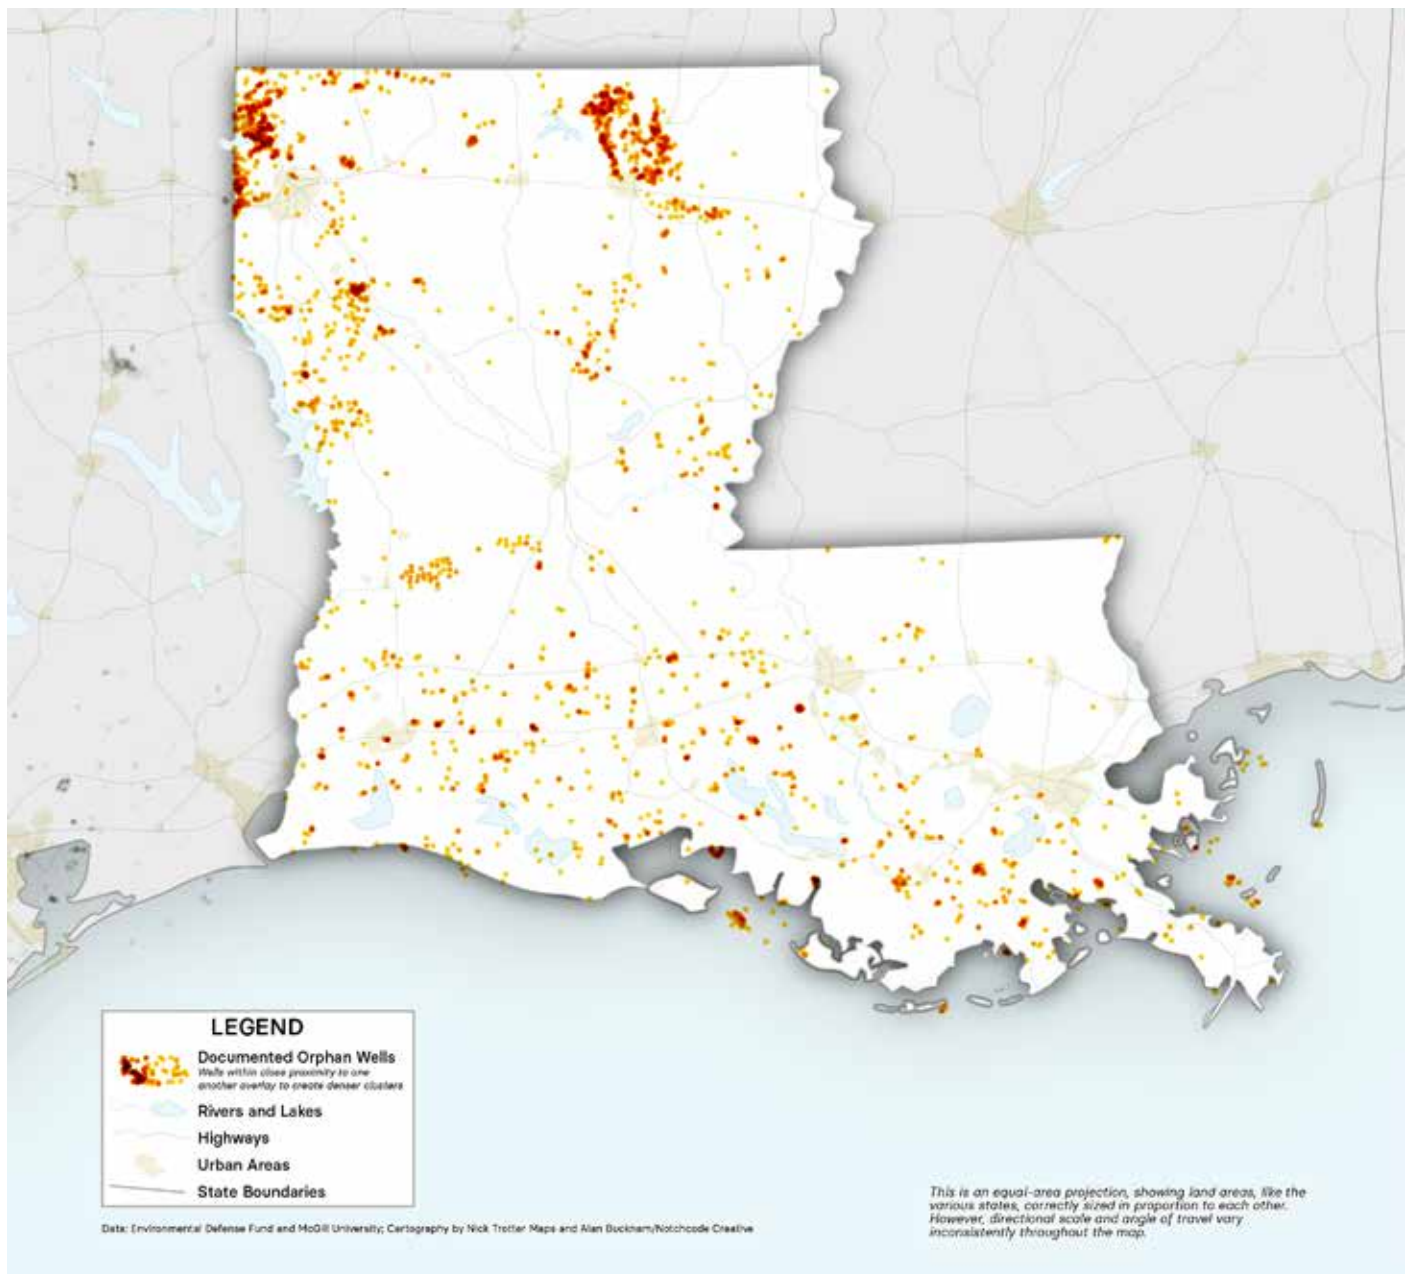 LEGEND
Documented Orphan Wells
Wells within close proximity to one
another overlay to create denser clusters
Rivers and Lakes
Highways
Urban Areas
State Boundaries
Data: Environmental Defense Fund and McGill University; Cartography by Nick Trotter Maps and Alan Bucknam/Notchcode Creative
This is an equal-area projection, showing land areas, like the
various states, correctly sized in proportion to each other.
However, directional scale and angle of travel vary
inconsistently throughout the map.